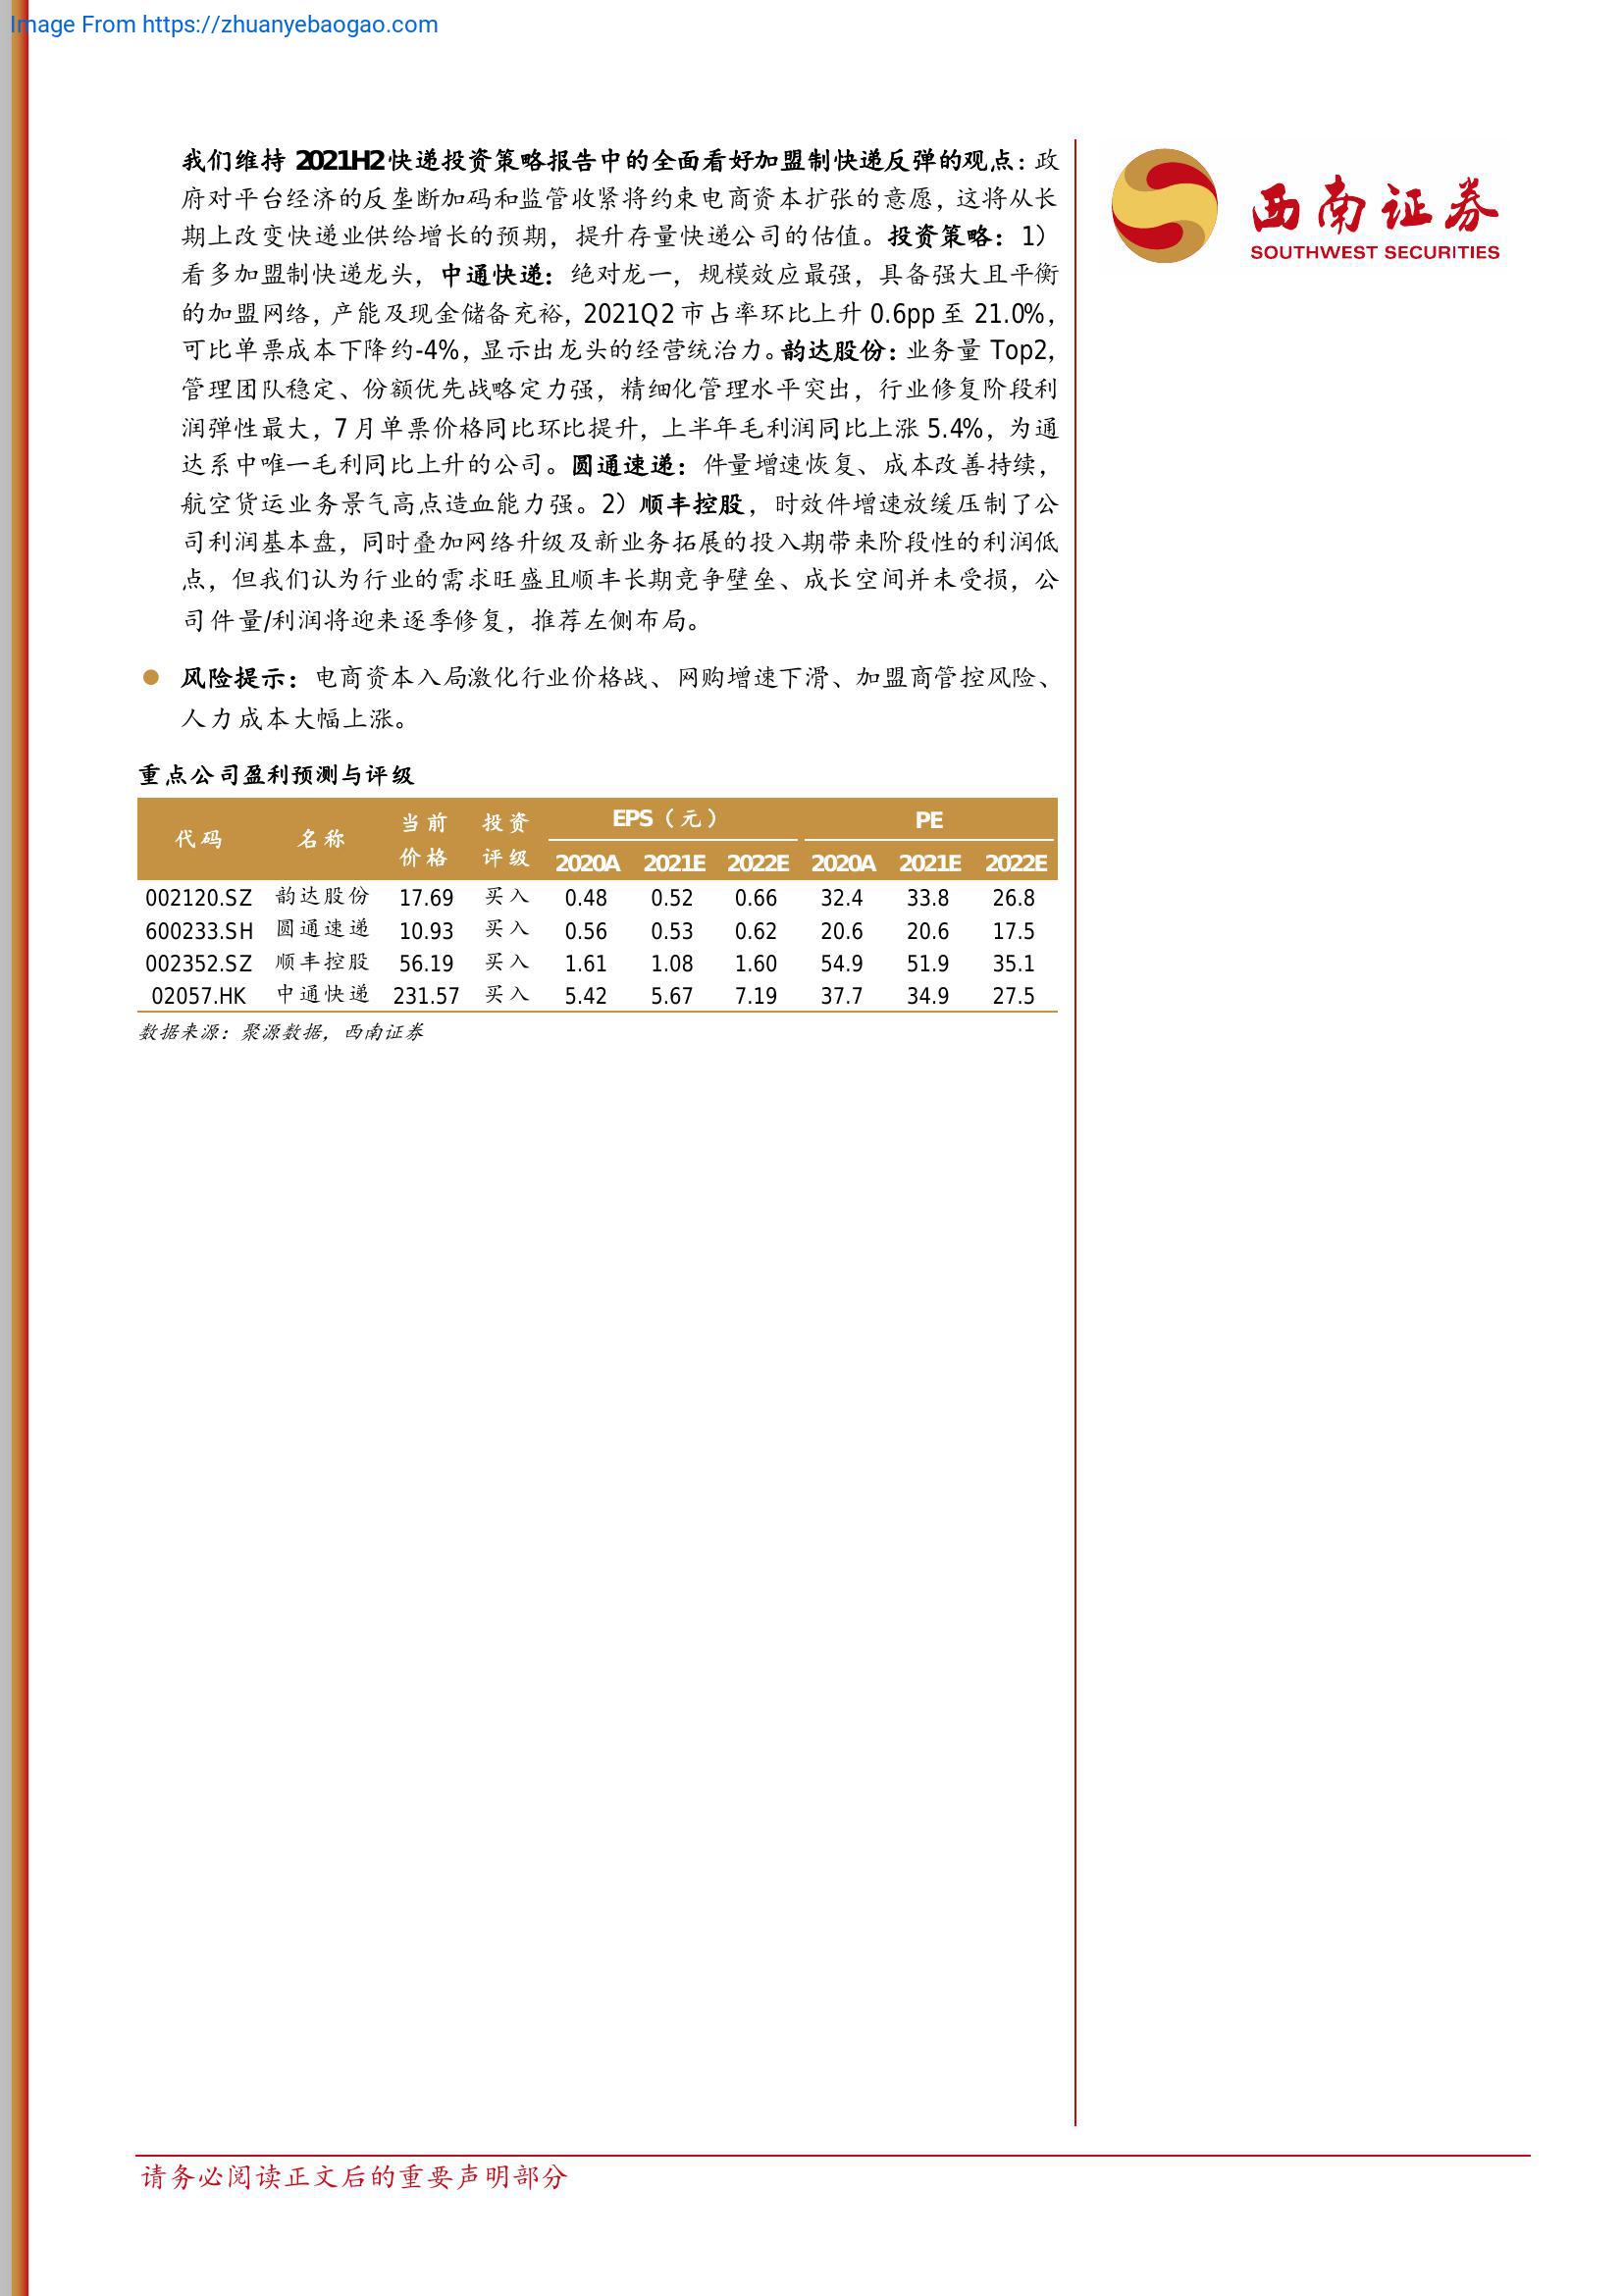 Image From https://zhuanyebaogao.com
西南证券
SOUTHWEST SECURITIES
我们维持 2021H2 快递投资策略报告中的全面看好加盟制快递反弹的观点：政
府对平台经济的反垄断加码和监管收紧将约束电商资本扩张的意愿，这将从长
期上改变快递业供给增长的预期，提升存量快递公司的估值。投资策略：1）
看多加盟制快递龙头，中通快递：绝对龙一，规模效应最强，具备强大且平衡
的加盟网络，产能及现金储备充裕，2021Q2 市占率环比上升 0.6pp 至 21.0%，
可比单票成本下降约-4%，显示出龙头的经营统治力。韵达股份：业务量 Top2，
管理团队稳定、份额优先战略定力强，精细化管理水平突出，行业修复阶段利
润弹性最大，7 月单票价格同比环比提升，上半年毛利润同比上涨 5.4%，为通
达系中唯一毛利同比上升的公司。圆通速递：件量增速恢复、成本改善持续，
航空货运业务景气高点造血能力强。2）顺丰控股，时效件增速放缓压制了公
司利润基本盘，同时叠加网络升级及新业务拓展的投入期带来阶段性的利润低
点，但我们认为行业的需求旺盛且顺丰长期竞争壁垒、成长空间并未受损，公
司件量/利润将迎来逐季修复，推荐左侧布局。
风险提示：电商资本入局激化行业价格战、网购增速下滑、加盟商管控风险、
人力成本大幅上涨。
重点公司盈利预测与评级
代码 名称 当前价格 投资评级 EPS（元） PE
2020A 2021E 2022E 2020A 2021E 2022E
002120.SZ 韵达股份 17.69 买入 0.48 0.52 0.66 32.4 33.8 26.8
600233.SH 圆通速递 10.93 买入 0.56 0.53 0.62 20.6 20.6 17.5
002352.SZ 顺丰控股 56.19 买入 1.61 1.08 1.60 54.9 51.9 35.1
02057.HK 中通快递 231.57 买入 5.42 5.67 7.19 37.7 34.9 27.5
数据来源：聚源数据，西南证券
请务必阅读正文后的重要声明部分